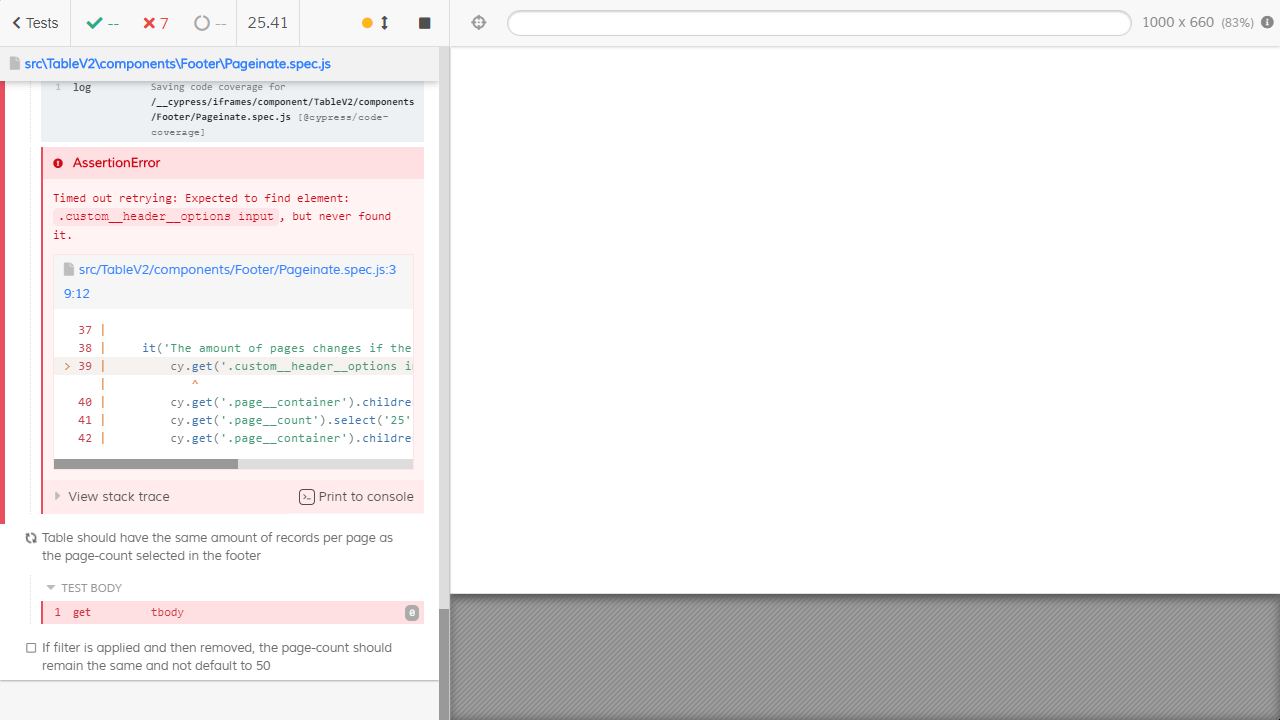 Tests
--
7
--
25.41
1000 x 660 (83%)
src\TableV2\components\Footer\Pageinate.spec.js
1 log Saving code coverage for
/__cypress/iframes/component/TableV2/components
/Footer/Pageinate.spec.js [@cypress/code-
coverage]
AssertionError
Timed out retrying: Expected to find element:
.custom__header__options input, but never found
it.
src/TableV2/components/Footer/Pageinate.spec.js:3
9:12
37 |
38 | it('The amount of pages changes if the
> 39 | cy.get('.custom__header__options i
| ^
40 | cy.get('.page__container').childre
41 | cy.get('.page__count').select('25'
42 | cy.get('.page__container').childre
View stack trace
Print to console
Table should have the same amount of records per page as
the page-count selected in the footer
TEST BODY
1 get tbody 0
If filter is applied and then removed, the page-count should
remain the same and not default to 50